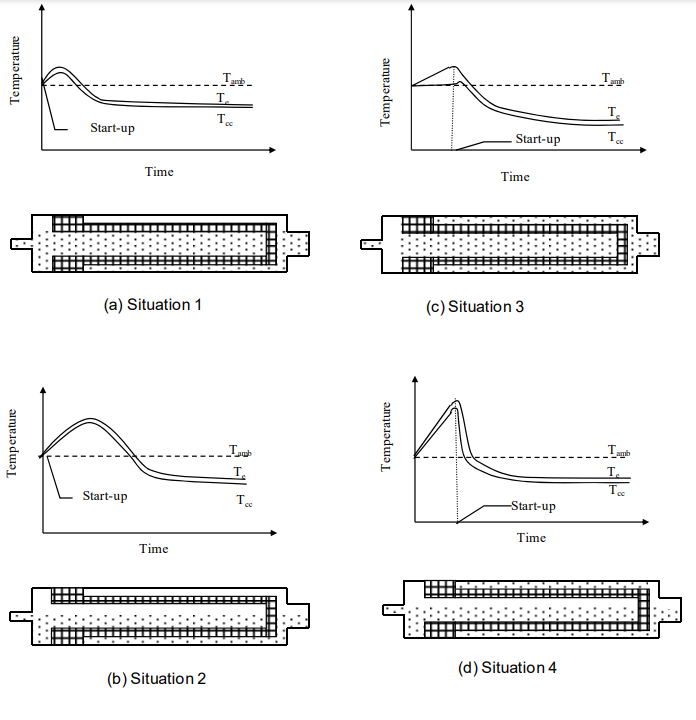 Temperature
T_amb
T_e
T_cc
Start-up
Time
(a) Situation 1
Temperature
T_amb
T_e
T_cc
Start-up
Time
(c) Situation 3
Temperature
T_amb
T_e
T_cc
Start-up
Time
(b) Situation 2
Temperature
T_amb
T_e
T_cc
Start-up
Time
(d) Situation 4